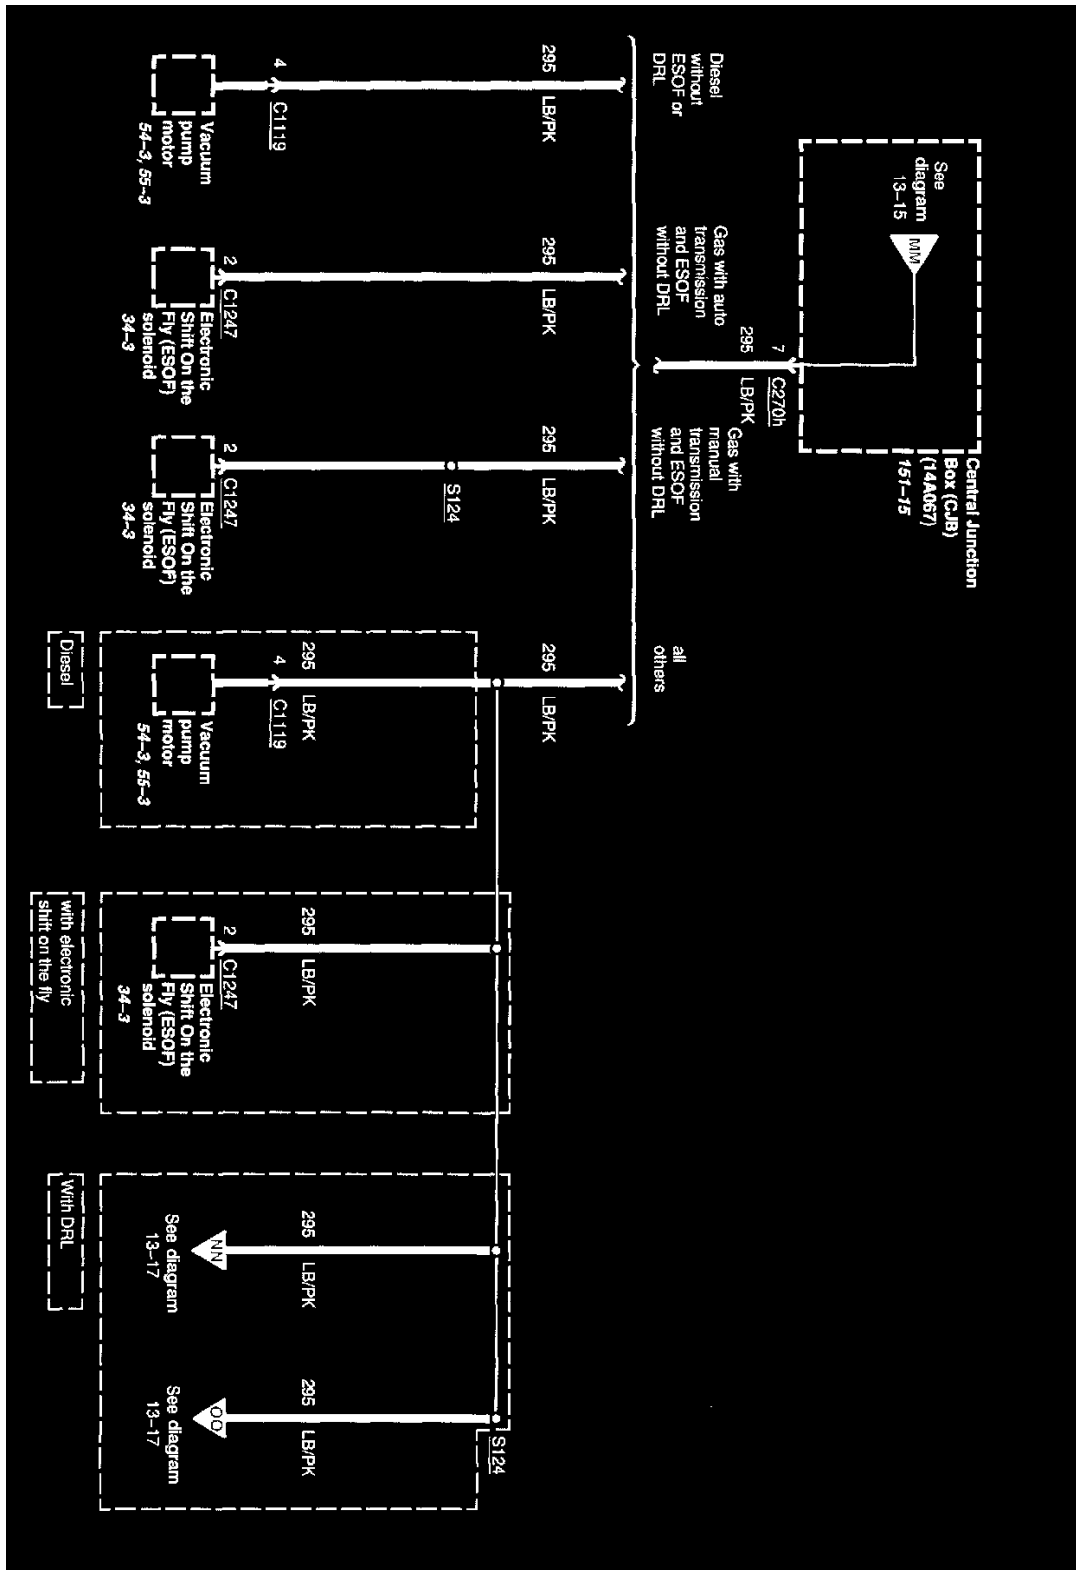 Central Junction
Box (CJB)
(14A067)
151–15
See
diagram
13–15
MM
7
C270h
295
LB/PK
Diesel
without
ESOF or
DRL
Gas with auto
transmission
and ESOF
without DRL
Gas with
manual
transmission
and ESOF
without DRL
all
others
295
LB/PK
4
C1119
Vacuum
pump
motor
54–3, 55–3
295
LB/PK
2
C1247
Electronic
Shift On the
Fly (ESOF)
solenoid
34–3
295
LB/PK
S124
2
C1247
Electronic
Shift On the
Fly (ESOF)
solenoid
34–3
295
LB/PK
295
LB/PK
4
C1119
Vacuum
pump
motor
54–3, 55–3
Diesel
295
LB/PK
2
C1247
Electronic
Shift On the
Fly (ESOF)
solenoid
34–3
with electronic
shift on the fly
295
LB/PK
NN
See diagram
13–17
S124
295
LB/PK
OO
See diagram
13–17
With DRL